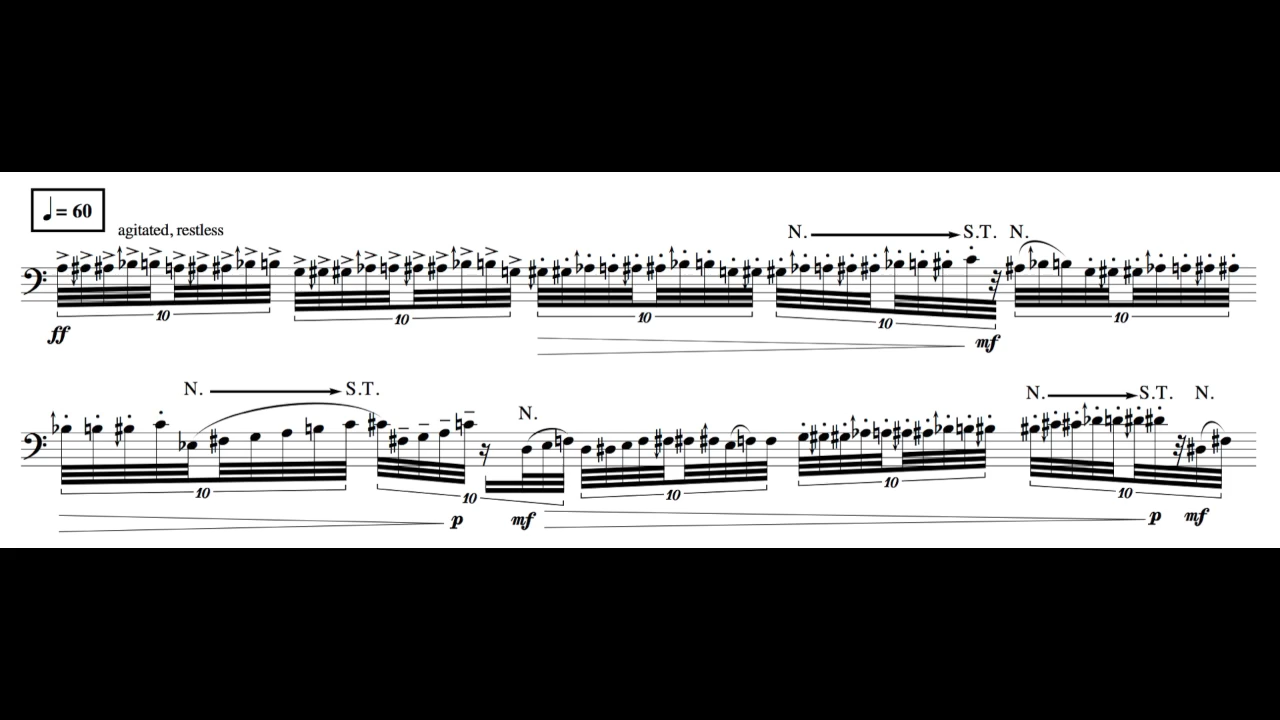 ♩= 60
agitated, restless
N. S.T. N.
10 10 10 10 10
ff mf
N. S.T. N. N. S.T. N.
10 10 10 10 10
p mf p mf